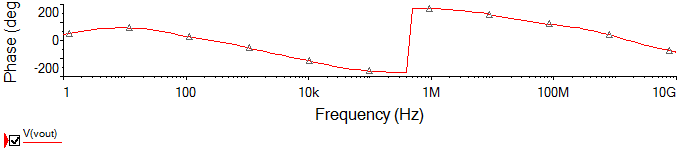 200
0
-200
Phase (deg
1
100
10k
1M
100M
10G
Frequency (Hz)
V(vout)